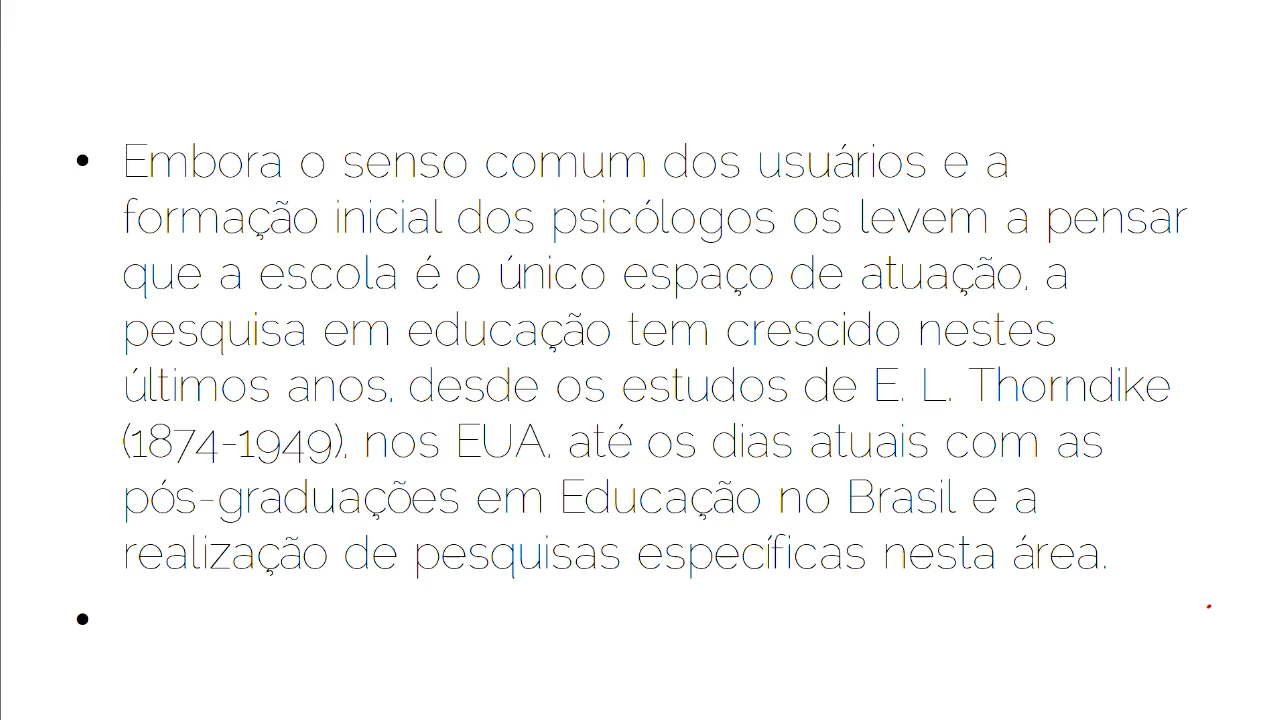 • Embora o senso comum dos usuários e a
formação inicial dos psicólogos os levem a pensar
que a escola é o único espaço de atuação, a
pesquisa em educação tem crescido nestes
últimos anos, desde os estudos de E. L. Thorndike
(1874-1949), nos EUA, até os dias atuais com as
pós-graduações em Educação no Brasil e a
realização de pesquisas específicas nesta área.
•